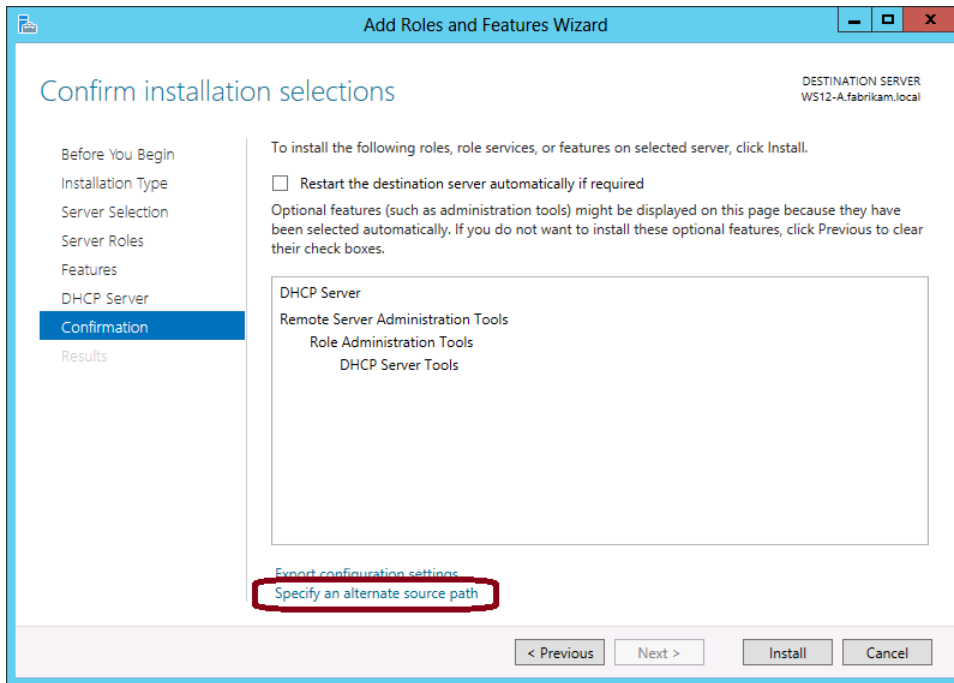 Add Roles and Features Wizard
Confirm installation selections
DESTINATION SERVER
WS12-A.fabrikam.local
Before You Begin
Installation Type
Server Selection
Server Roles
Features
DHCP Server
Confirmation
Results
To install the following roles, role services, or features on selected server, click Install.
Restart the destination server automatically if required
Optional features (such as administration tools) might be displayed on this page because they have
been selected automatically. If you do not want to install these optional features, click Previous to clear
their check boxes.
DHCP Server
Remote Server Administration Tools
Role Administration Tools
DHCP Server Tools
Export configuration settings
Specify an alternate source path
< Previous
Next >
Install
Cancel